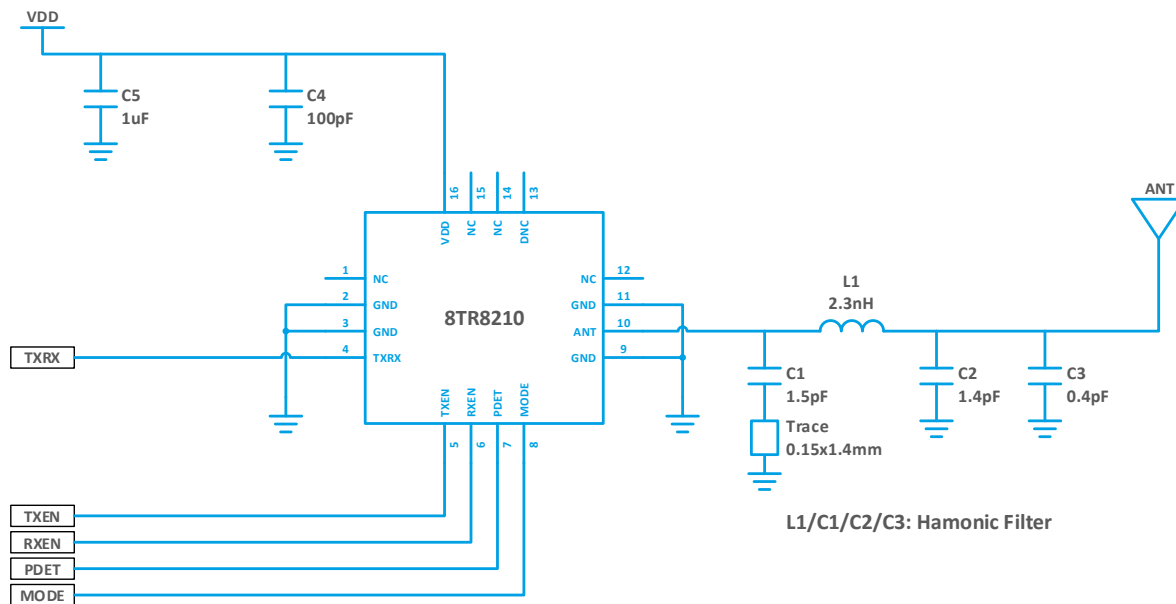 VDD
C5
1uF
C4
100pF
16
15
14
13
VDD
NC
NC
DNC
ANT
1
NC
12
NC
2
GND
11
GND
L1
2.3nH
3
GND
8TR8210
10
ANT
TXRX
4
TXRX
9
GND
C1
1.5pF
C2
1.4pF
C3
0.4pF
TXEN
RXEN
PDET
MODE
5
6
7
8
Trace
0.15x1.4mm
TXEN
RXEN
PDET
MODE
L1/C1/C2/C3: Hamonic Filter